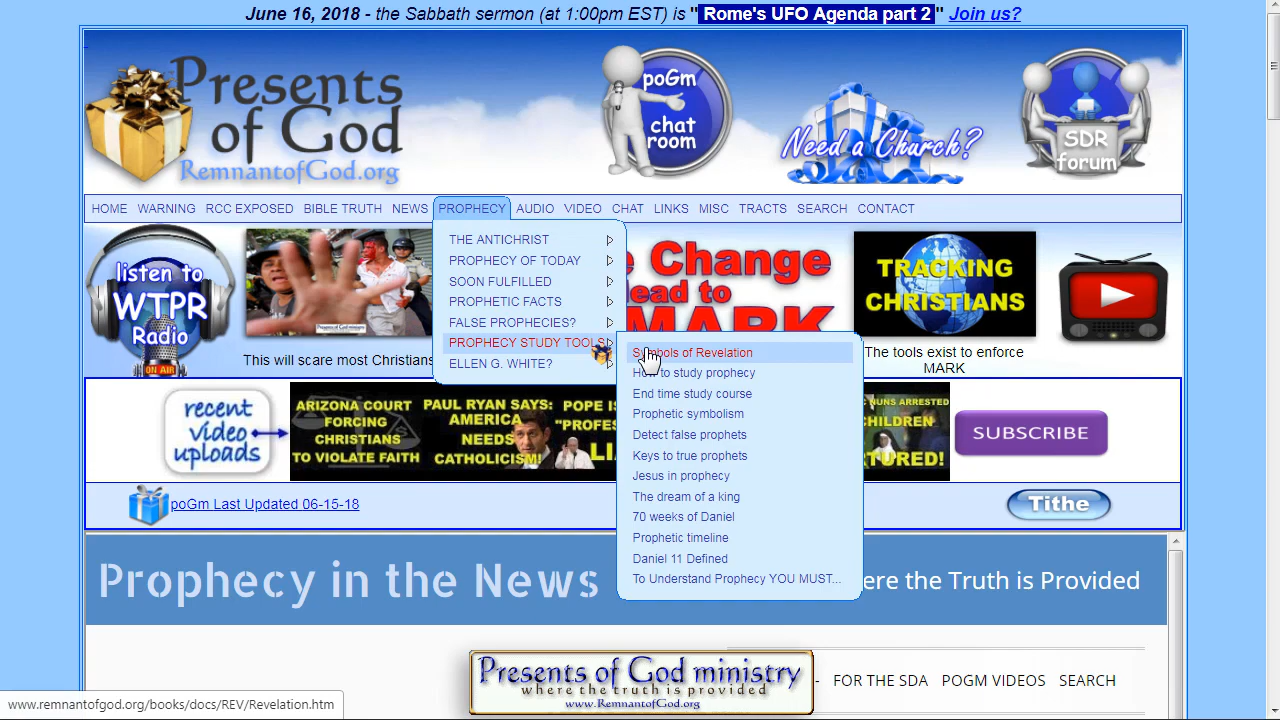 June 16, 2018 - the Sabbath sermon (at 1:00pm EST) is " Rome's UFO Agenda part 2 " Join us?
Presents
of God
RemnantofGod.org
poGm
chat
room
Need a Church?
SDR
forum
HOME WARNING RCC EXPOSED BIBLE TRUTH NEWS PROPHECY AUDIO VIDEO CHAT LINKS MISC TRACTS SEARCH CONTACT
listen to
WTPR
Radio
ON AIR
This will scare most Christians
THE ANTICHRIST
PROPHECY OF TODAY
SOON FULFILLED
PROPHETIC FACTS
FALSE PROPHECIES?
PROPHECY STUDY TOOLS
ELLEN G. WHITE?
Change
lead to
MARK
TRACKING
CHRISTIANS
The tools exist to enforce
MARK
Symbols of Revelation
How to study prophecy
End time study course
Prophetic symbolism
Detect false prophets
Keys to true prophets
Jesus in prophecy
The dream of a king
70 weeks of Daniel
Prophetic timeline
Daniel 11 Defined
To Understand Prophecy YOU MUST...
recent
video
uploads
ARIZONA COURT
FORCING
CHRISTIANS
TO VIOLATE FAITH
PAUL RYAN SAYS:
AMERICA
NEEDS
CATHOLICISM!
POPE IS
"PROFES
LI
NUNS ARRESTED
CHILDREN
TURED!
SUBSCRIBE
poGm Last Updated 06-15-18
Tithe
Prophecy in the News
ere the Truth is Provided
Presents of God ministry
where the truth is provided
www.RemnantofGod.org
- FOR THE SDA POGM VIDEOS SEARCH
www.remnantofgod.org/books/docs/REV/Revelation.htm